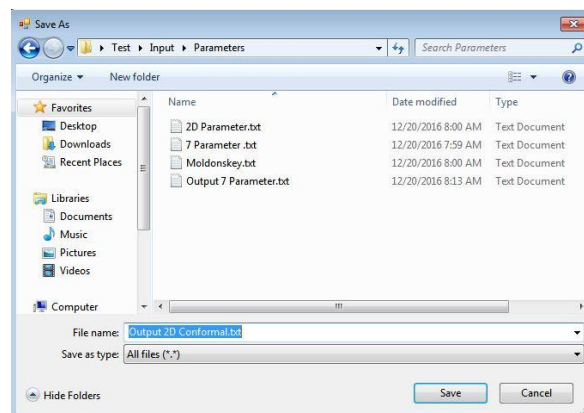 Save As
Test ▸ Input ▸ Parameters
Search Parameters
Organize
New folder
Name
Date modified
Type
Favorites
Desktop
Downloads
Recent Places
Libraries
Documents
Music
Pictures
Videos
Computer
2D Parameter.txt 12/20/2016 8:00 AM Text Document
7 Parameter .txt 12/20/2016 7:59 AM Text Document
Moldonskey.txt 12/20/2016 8:00 AM Text Document
Output 7 Parameter.txt 12/20/2016 8:13 AM Text Document
File name: Output 2D Conformal.txt
Save as type: All files (*.*)
Hide Folders
Save
Cancel